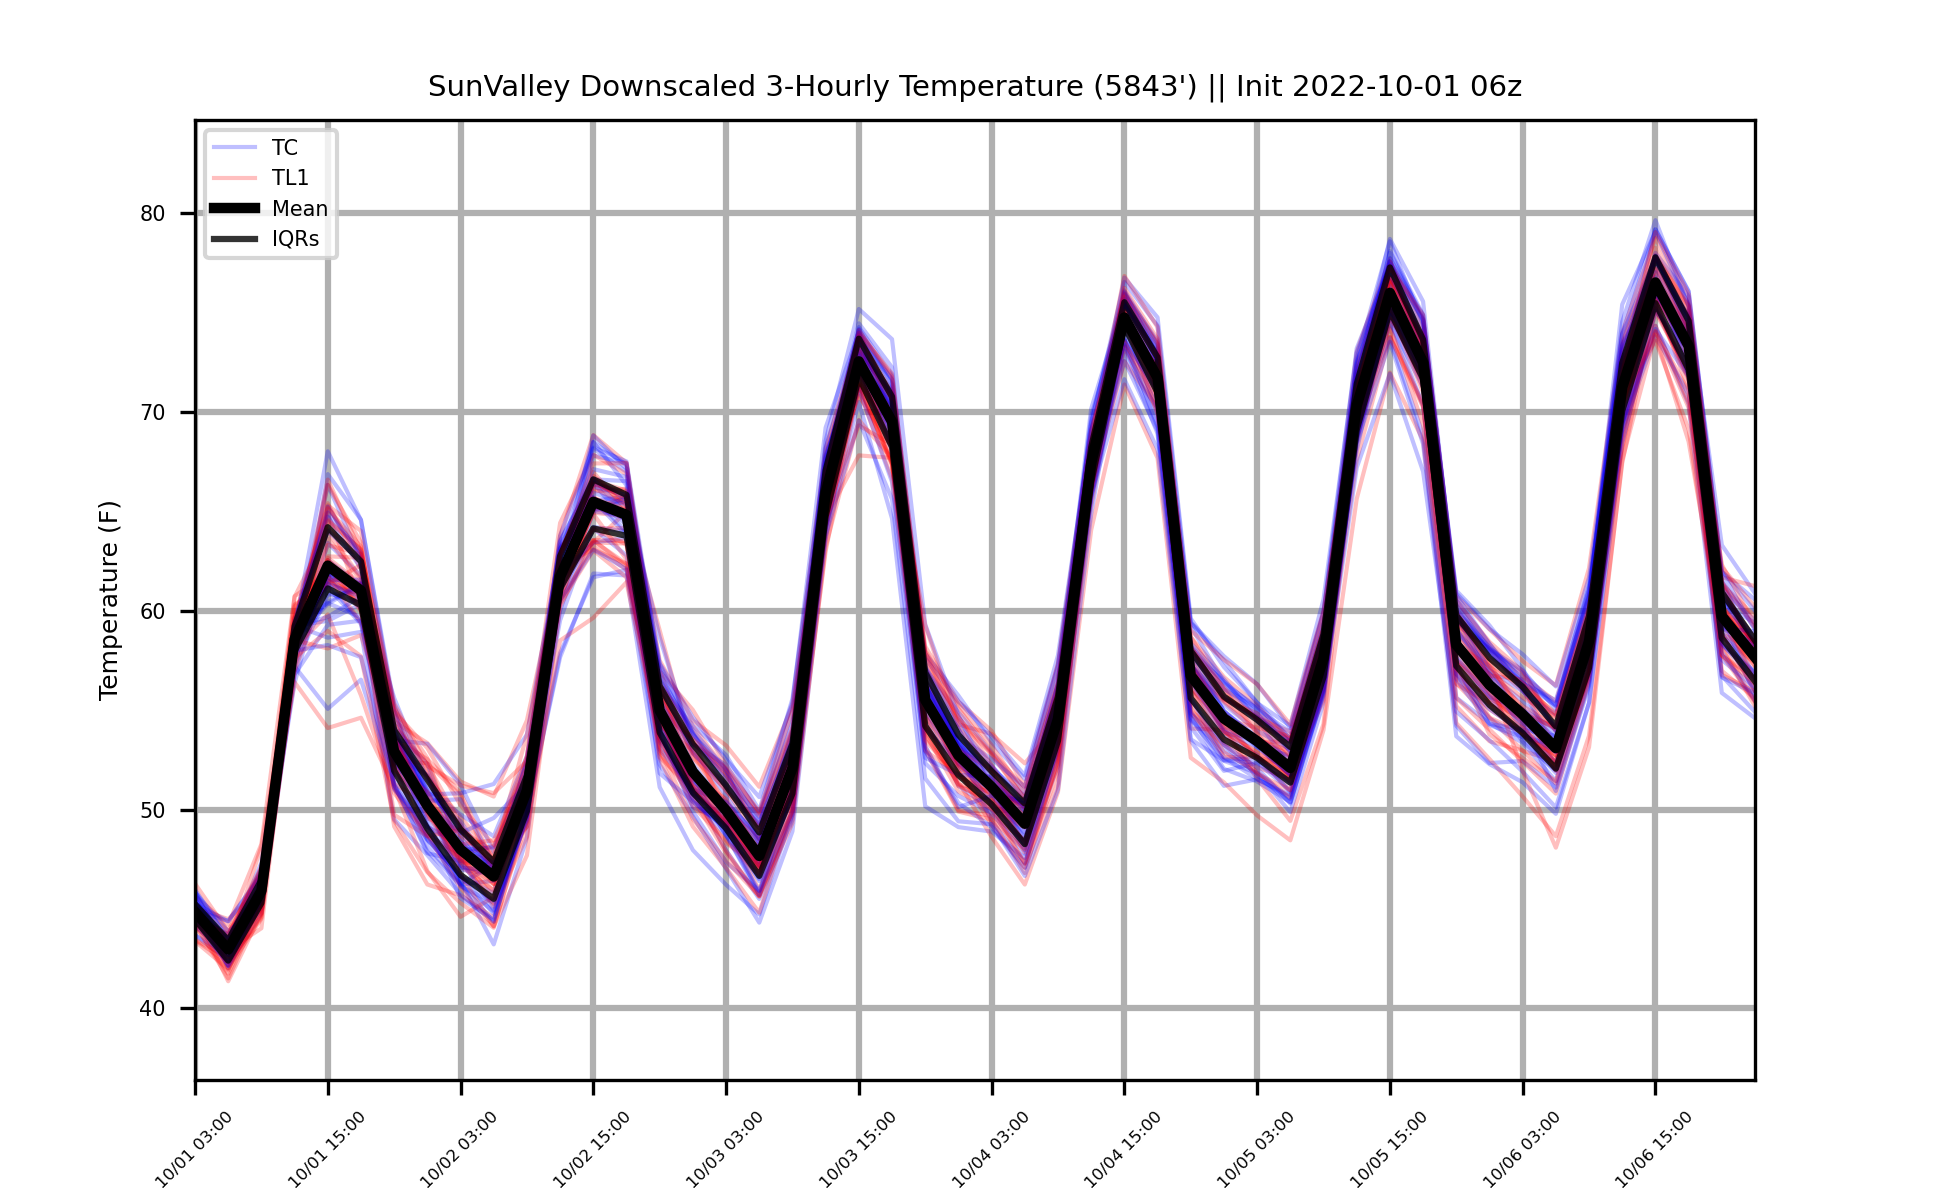 SunValley Downscaled 3-Hourly Temperature (5843') || Init 2022-10-01 06z
TC
TL1
Mean
IQRs
Temperature (F)
80
70
60
50
40
10/01 03:00
10/01 15:00
10/02 03:00
10/02 15:00
10/03 03:00
10/03 15:00
10/04 03:00
10/04 15:00
10/05 03:00
10/05 15:00
10/06 03:00
10/06 15:00